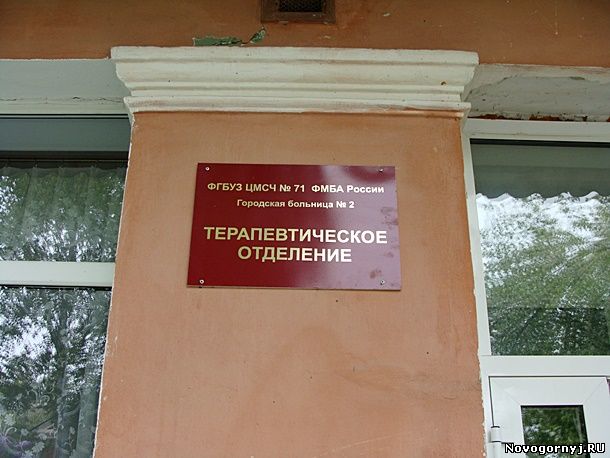 ФГБУЗ ЦМСЧ № 71 ФМБА России
Городская больница № 2
ТЕРАПЕВТИЧЕСКОЕ
ОТДЕЛЕНИЕ
Novogornyj.RU